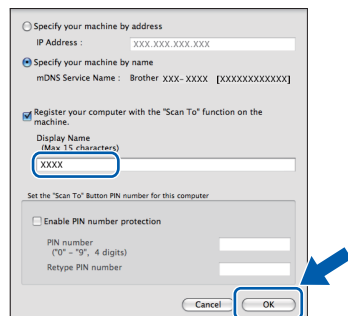 Specify your machine by address
IP Address : XXX.XXX.XXX.XXX
Specify your machine by name
mDNS Service Name : Brother XXX-XXXX [XXXXXXXXXXXX]
Register your computer with the "Scan To" function on the
machine.
Display Name
(Max 15 characters)
XXXX
Set the "Scan To" Button PIN number for this computer
Enable PIN number protection
PIN number
("0" - "9", 4 digits)
Retype PIN number
Cancel OK